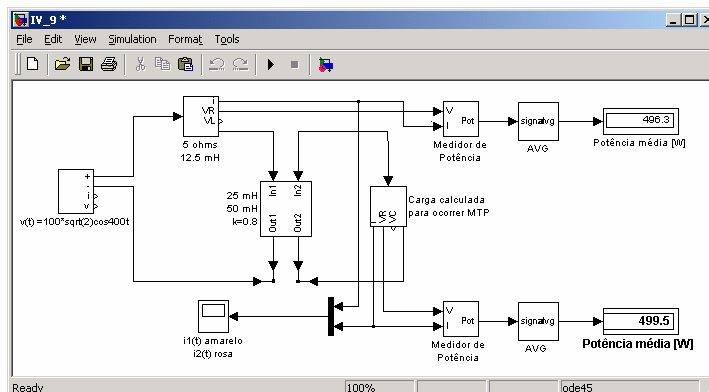 IV_9 *
File Edit View Simulation Format Tools
i
VR
VL
5 ohms
12.5 mH
V
I
Pot
Medidor de
Potência
signalvg
AVG
496.3
Potência média [W]
+
-
i
v
v(t) =100*sqrt(2)cos400t
25 mH
50 mH
k=0.8
In1
In2
Out1
Out2
I
VR
VC
Carga calculada
para ocorrer MTP
i1(t) amarelo
i2(t) rosa
V
I
Pot
Medidor de
Potência
signalvg
AVG
499.5
Potência média [W]
Ready
100%
ode45